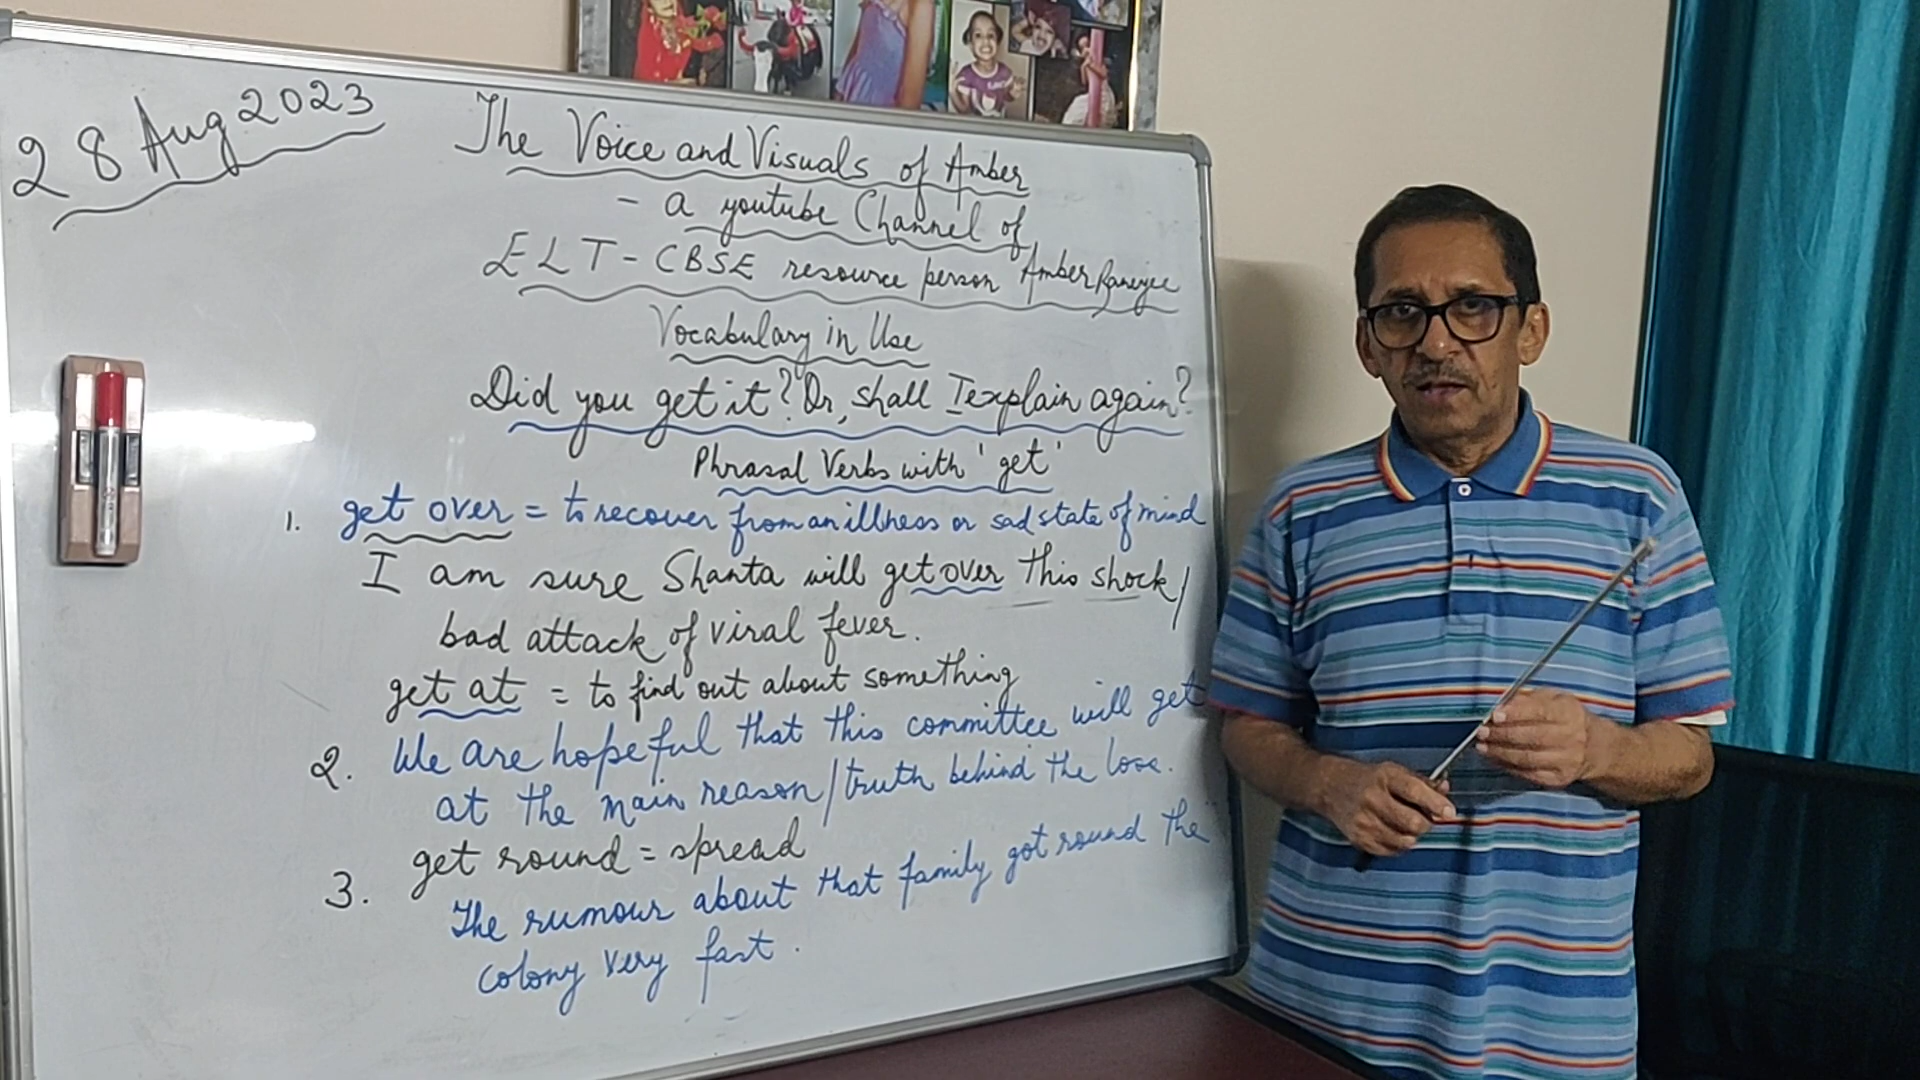 28 Aug 2023
The Voice and Visuals of Amber
- a youtube Channel of
ELT-CBSE resource person Amber Banerjee
Vocabulary in Use
Did you get it? Or, shall I explain again?
Phrasal Verbs with 'get'
1. get over = to recover from an illness or sad state of mind
I am sure Shanta will get over this shock/
bad attack of viral fever.
get at = to find out about something
2. We are hopeful that this committee will get
at the main reason/truth behind the loss.
get round = spread
3. The rumour about that family got round the
colony very fast.